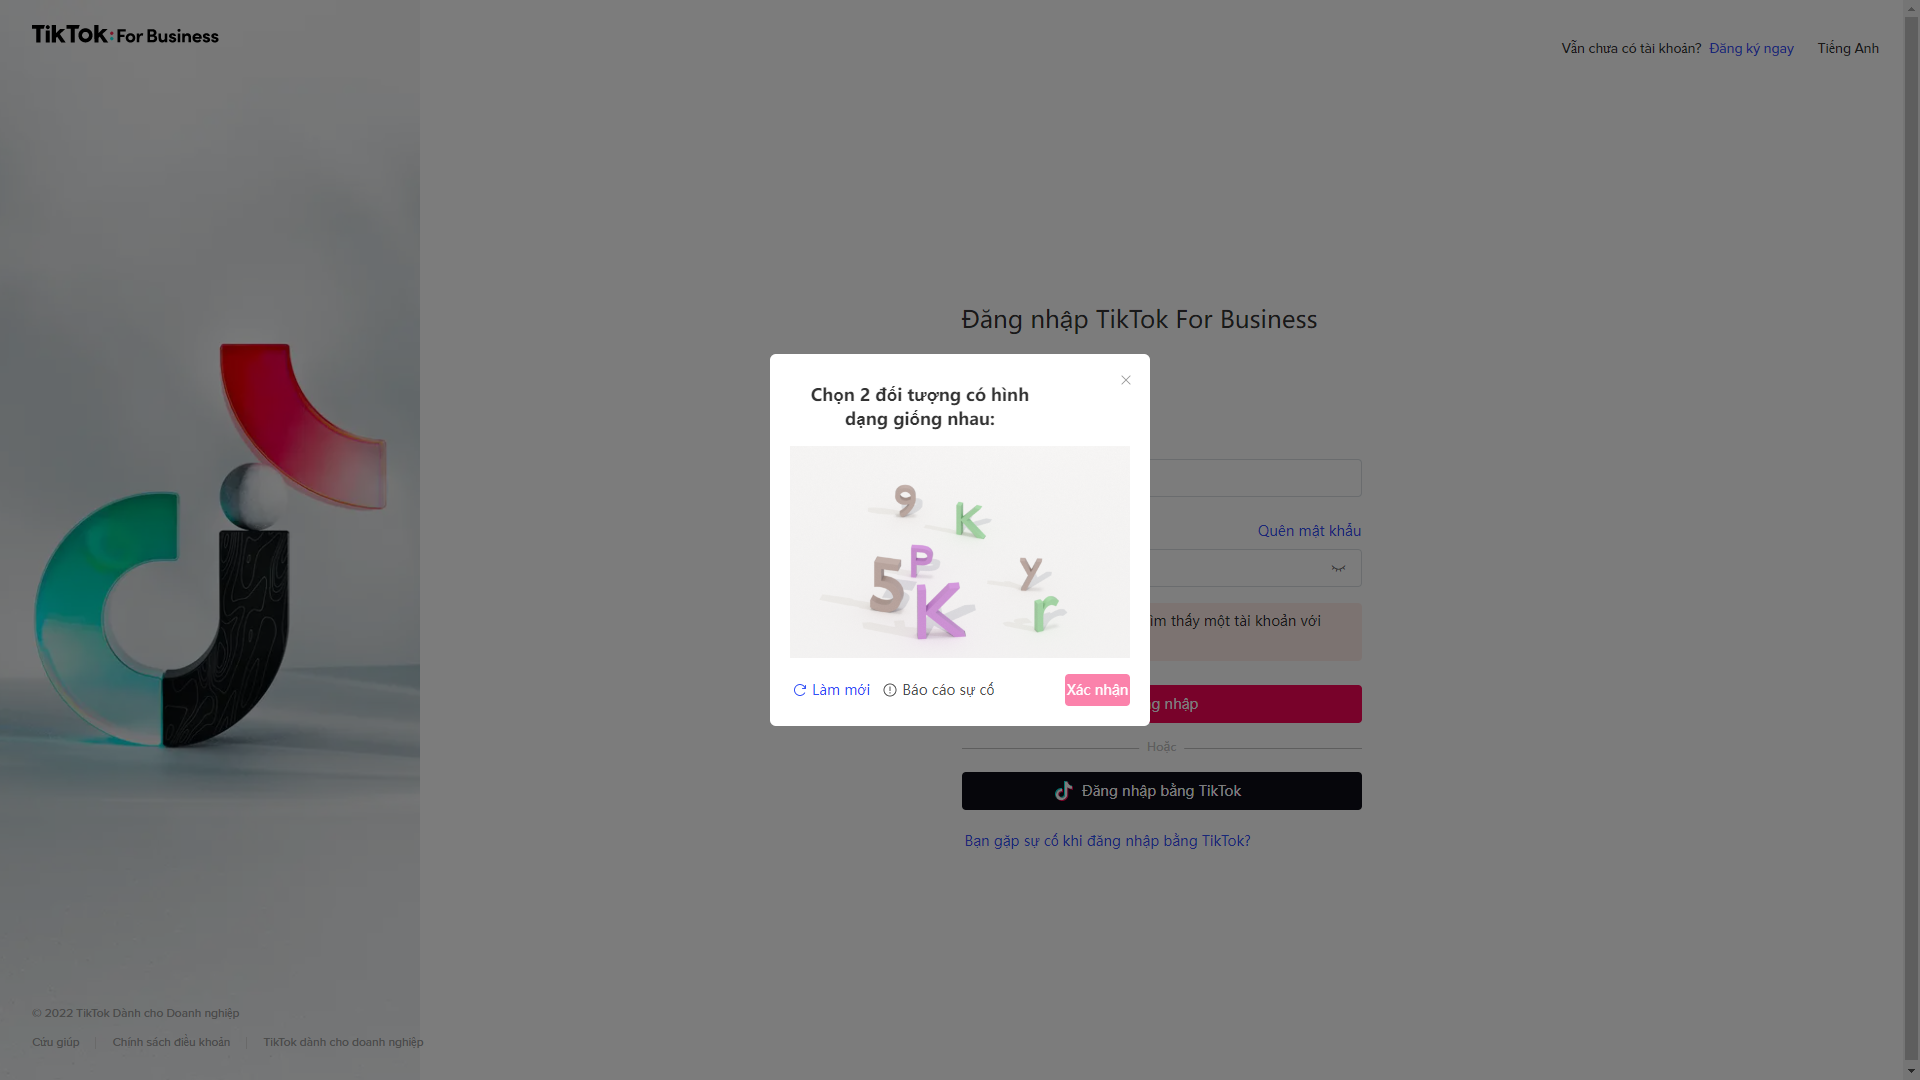 TikTok: For Business
Vẫn chưa có tài khoản? Đăng ký ngay
Tiếng Anh
Đăng nhập TikTok For Business
Chọn 2 đối tượng có hình
dạng giống nhau:
9
K
P
5
K
y
r
Làm mới
Báo cáo sự cố
Xác nhận
Quên mật khẩu
ìm thấy một tài khoản với
g nhập
Hoặc
Đăng nhập bằng TikTok
Bạn gặp sự cố khi đăng nhập bằng TikTok?
© 2022 TikTok Dành cho Doanh nghiệp
Cứu giúp
Chính sách điều khoản
TikTok dành cho doanh nghiệp